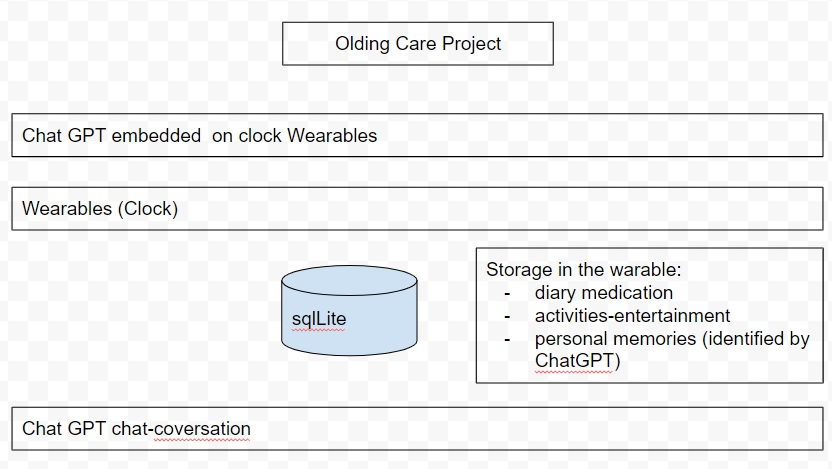 Olding Care Project
Chat GPT embedded  on clock Wearables
Wearables (Clock)
sqlLite
Storage in the warable:
- diary medication
- activities-entertainment
- personal memories (identified by
ChatGPT)
Chat GPT chat-coversation